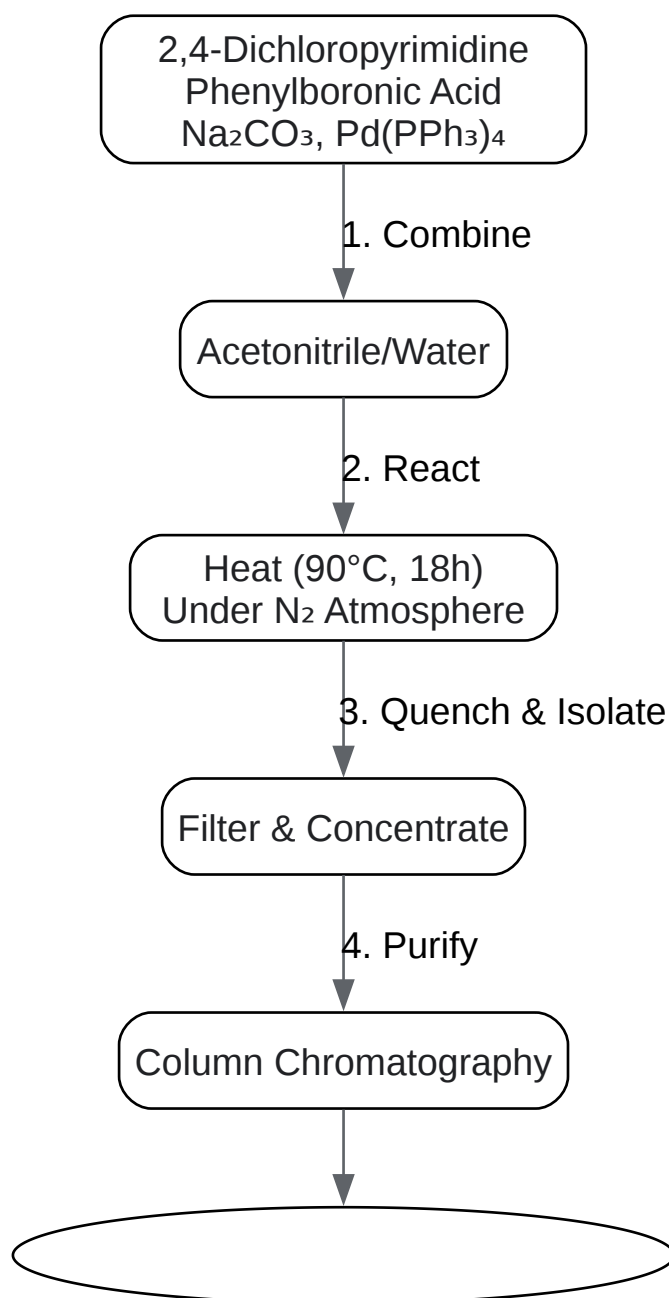 2,4-Dichloropyrimidine
Phenylboronic Acid
Na₂CO₃, Pd(PPh₃)₄
1. Combine
Acetonitrile/Water
2. React
Heat (90°C, 18h)
Under N₂ Atmosphere
3. Quench & Isolate
Filter & Concentrate
4. Purify
Column Chromatography